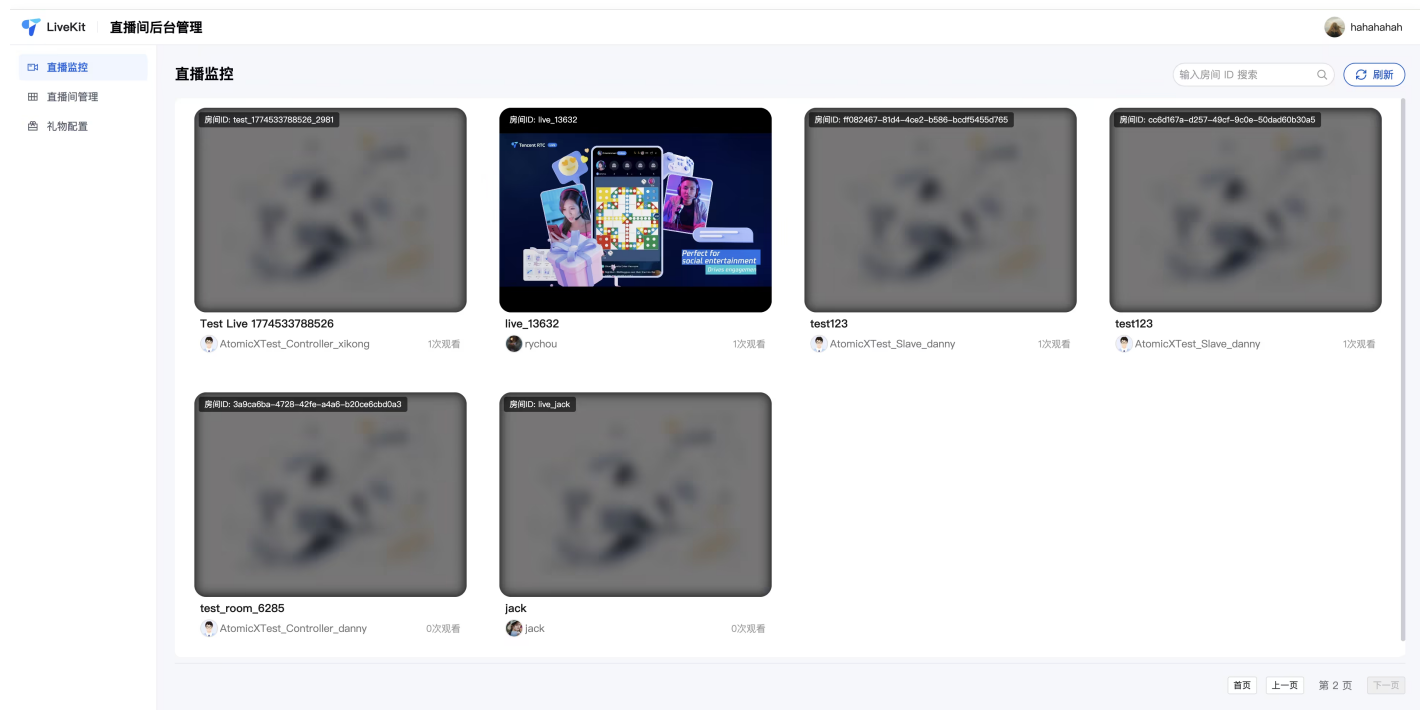 LiveKit
直播间后台管理
hahahahah
直播监控
直播间管理
礼物配置
直播监控
输入房间 ID 搜索
刷新
房间ID: test_1774533788526_2981
Test Live 1774533788526
AtomicXTest_Controller_xikong
1次观看
房间ID: live_13632
Tencent RTC
Perfect for
social entertainment
Drives engagement
live_13632
rychou
1次观看
房间ID: ff082467-81d4-4ce2-b586-bcdf5455d765
test123
AtomicXTest_Slave_danny
1次观看
房间ID: cc6d167a-d257-49cf-9c0e-50dad60b30a5
test123
AtomicXTest_Slave_danny
1次观看
房间ID: 3a9ca6ba-4728-42fe-a4a6-b20ce6cbd0a3
test_room_6285
AtomicXTest_Controller_danny
0次观看
房间ID: live_jack
jack
jack
0次观看
首页
上一页
第 2 页
下一页